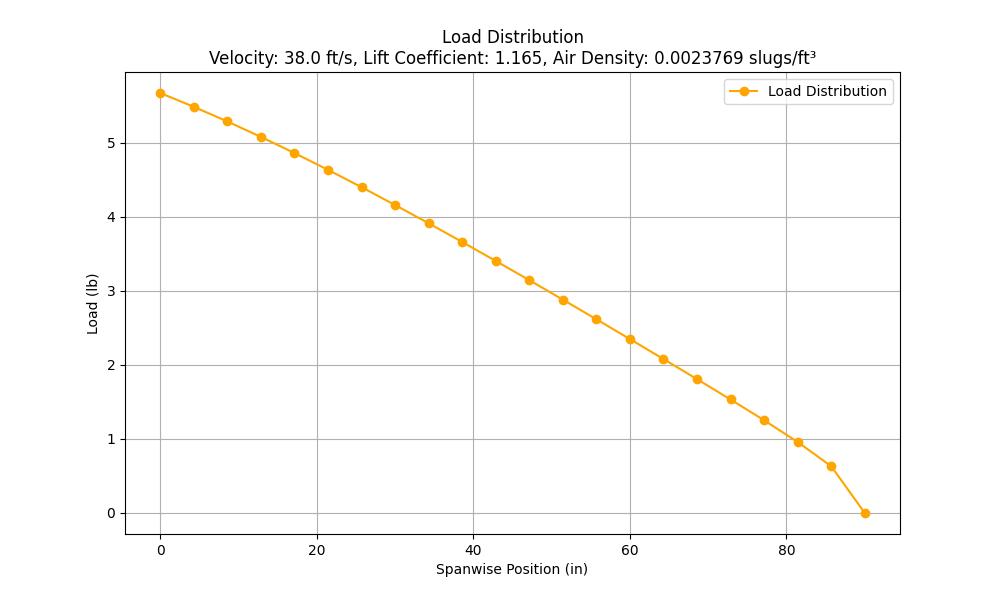 Load Distribution
Velocity: 38.0 ft/s, Lift Coefficient: 1.165, Air Density: 0.0023769 slugs/ft³
Load Distribution
5
4
3
2
1
0
Load (lb)
0 20 40 60 80
Spanwise Position (in)